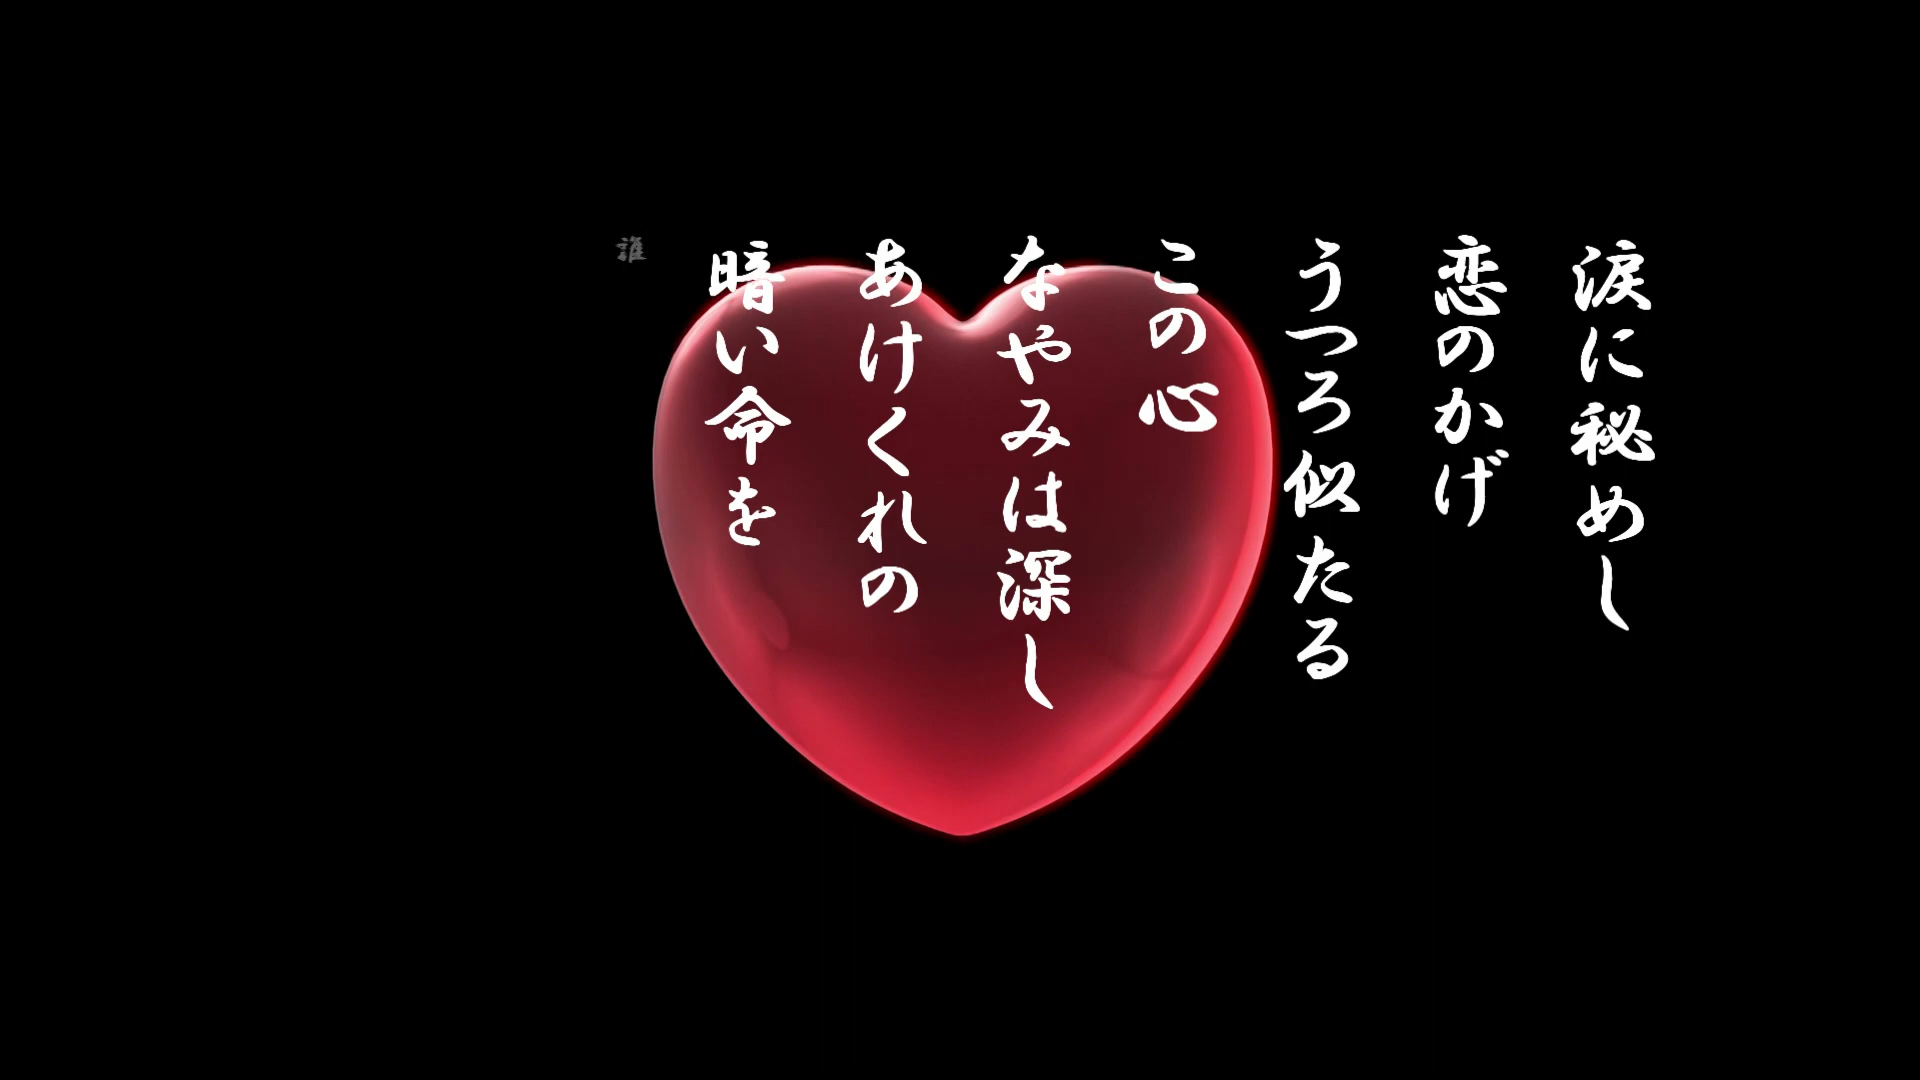 涙に秘めし
恋のかげ
うつろ似たる
この心
なやみは深し
あけくれの
暗い命を
誰